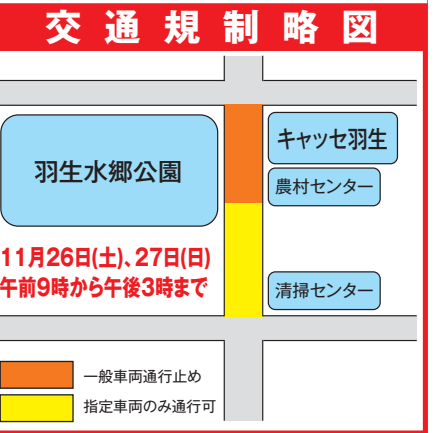 交通規制略図
キャッセ羽生
羽生水郷公園
農村センター
11月26日(土)、27日(日)
午前9時から午後3時まで
清掃センター
一般車両通行止め
指定車両のみ通行可